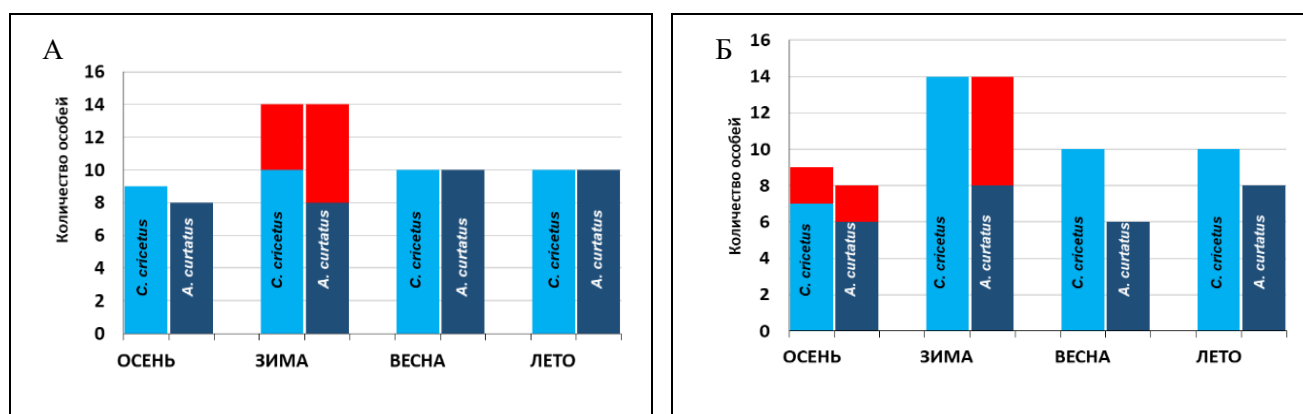 А
Количество особей
16
14
12
10
8
6
4
2
0
C. cricetus
A. curtatus
C. cricetus
A. curtatus
C. cricetus
A. curtatus
C. cricetus
A. curtatus
ОСЕНЬ ЗИМА ВЕСНА ЛЕТО
Б
Количество особей
16
14
12
10
8
6
4
2
0
C. cricetus
A. curtatus
C. cricetus
A. curtatus
C. cricetus
A. curtatus
C. cricetus
A. curtatus
ОСЕНЬ ЗИМА ВЕСНА ЛЕТО